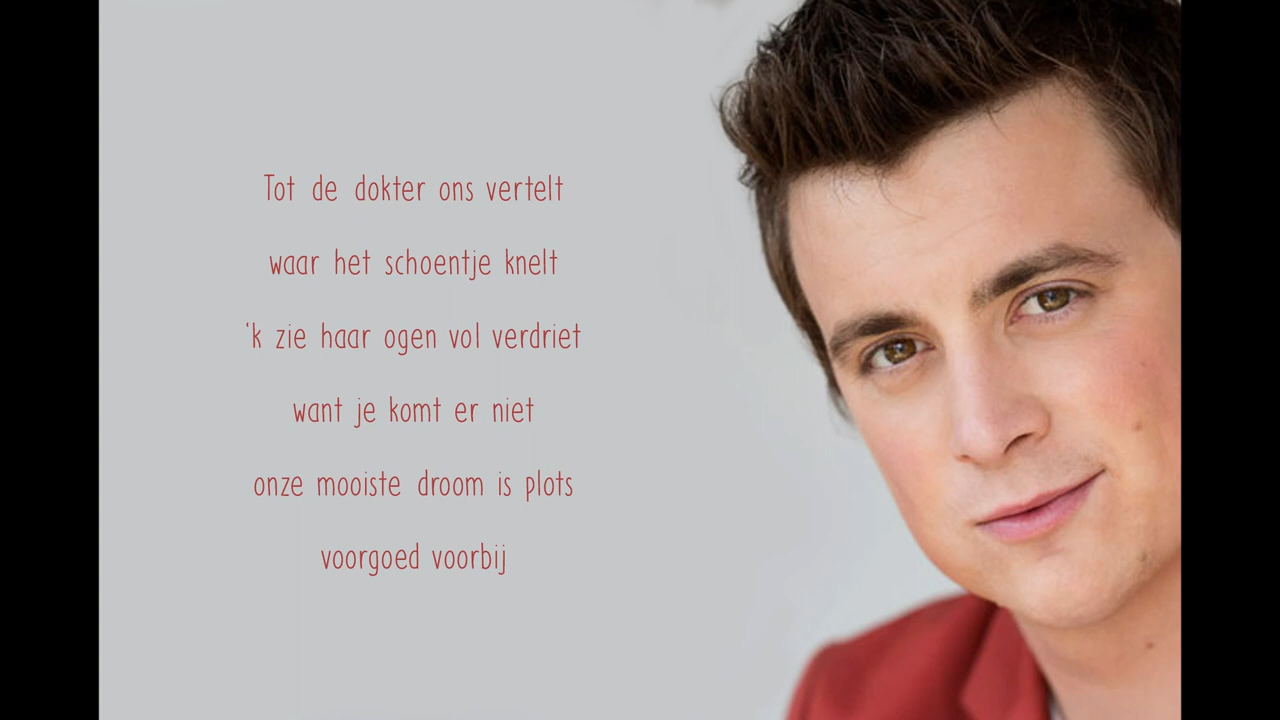 Tot de dokter ons vertelt
waar het schoentje knelt
'k zie haar ogen vol verdriet
want je komt er niet
onze mooiste droom is plots
voorgoed voorbij